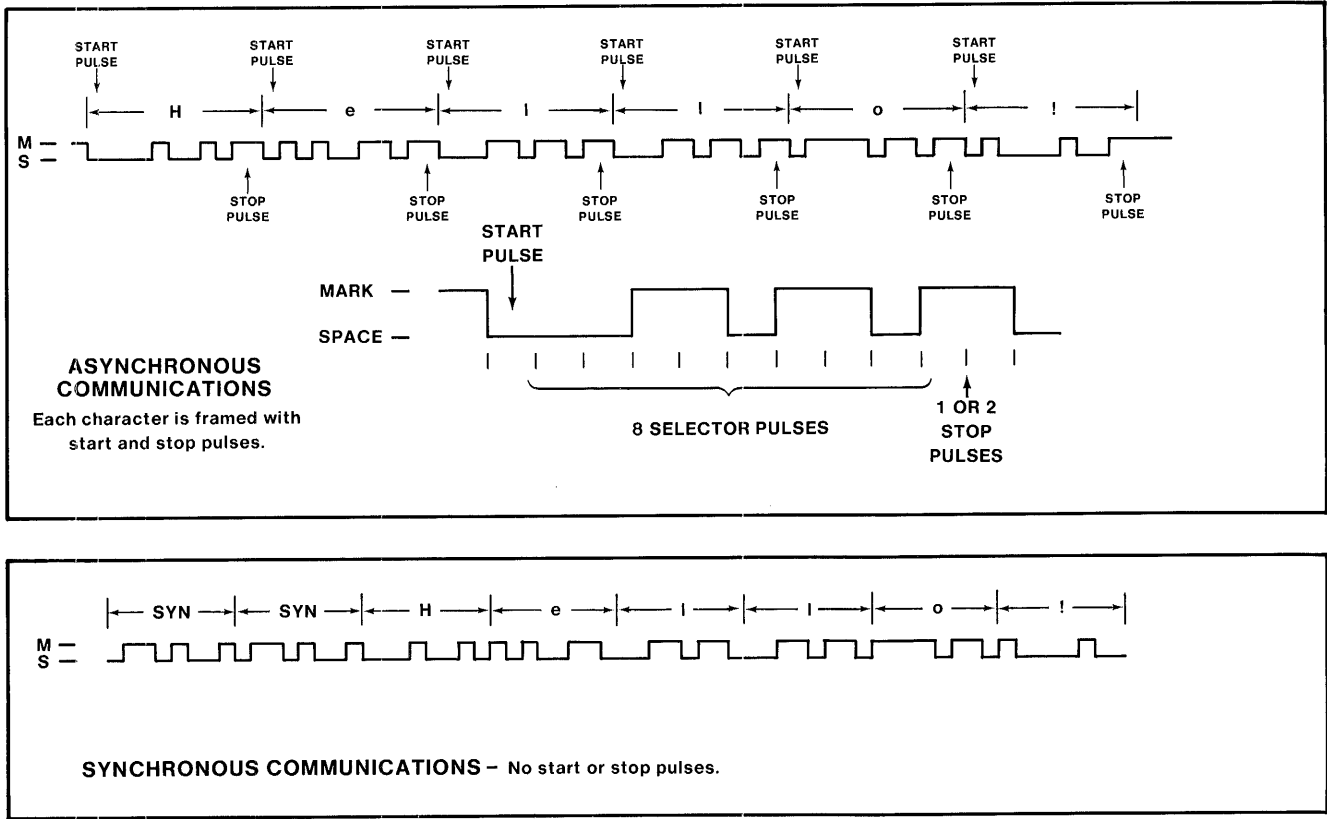 START PULSE START PULSE START PULSE START PULSE START PULSE START PULSE
H e l l o !
M
S
STOP PULSE STOP PULSE STOP PULSE STOP PULSE STOP PULSE STOP PULSE
START
PULSE
MARK
SPACE
ASYNCHRONOUS
COMMUNICATIONS
Each character is framed with
start and stop pulses.
8 SELECTOR PULSES
1 OR 2
STOP
PULSES
SYN SYN H e l l o !
M
S
SYNCHRONOUS COMMUNICATIONS – No start or stop pulses.